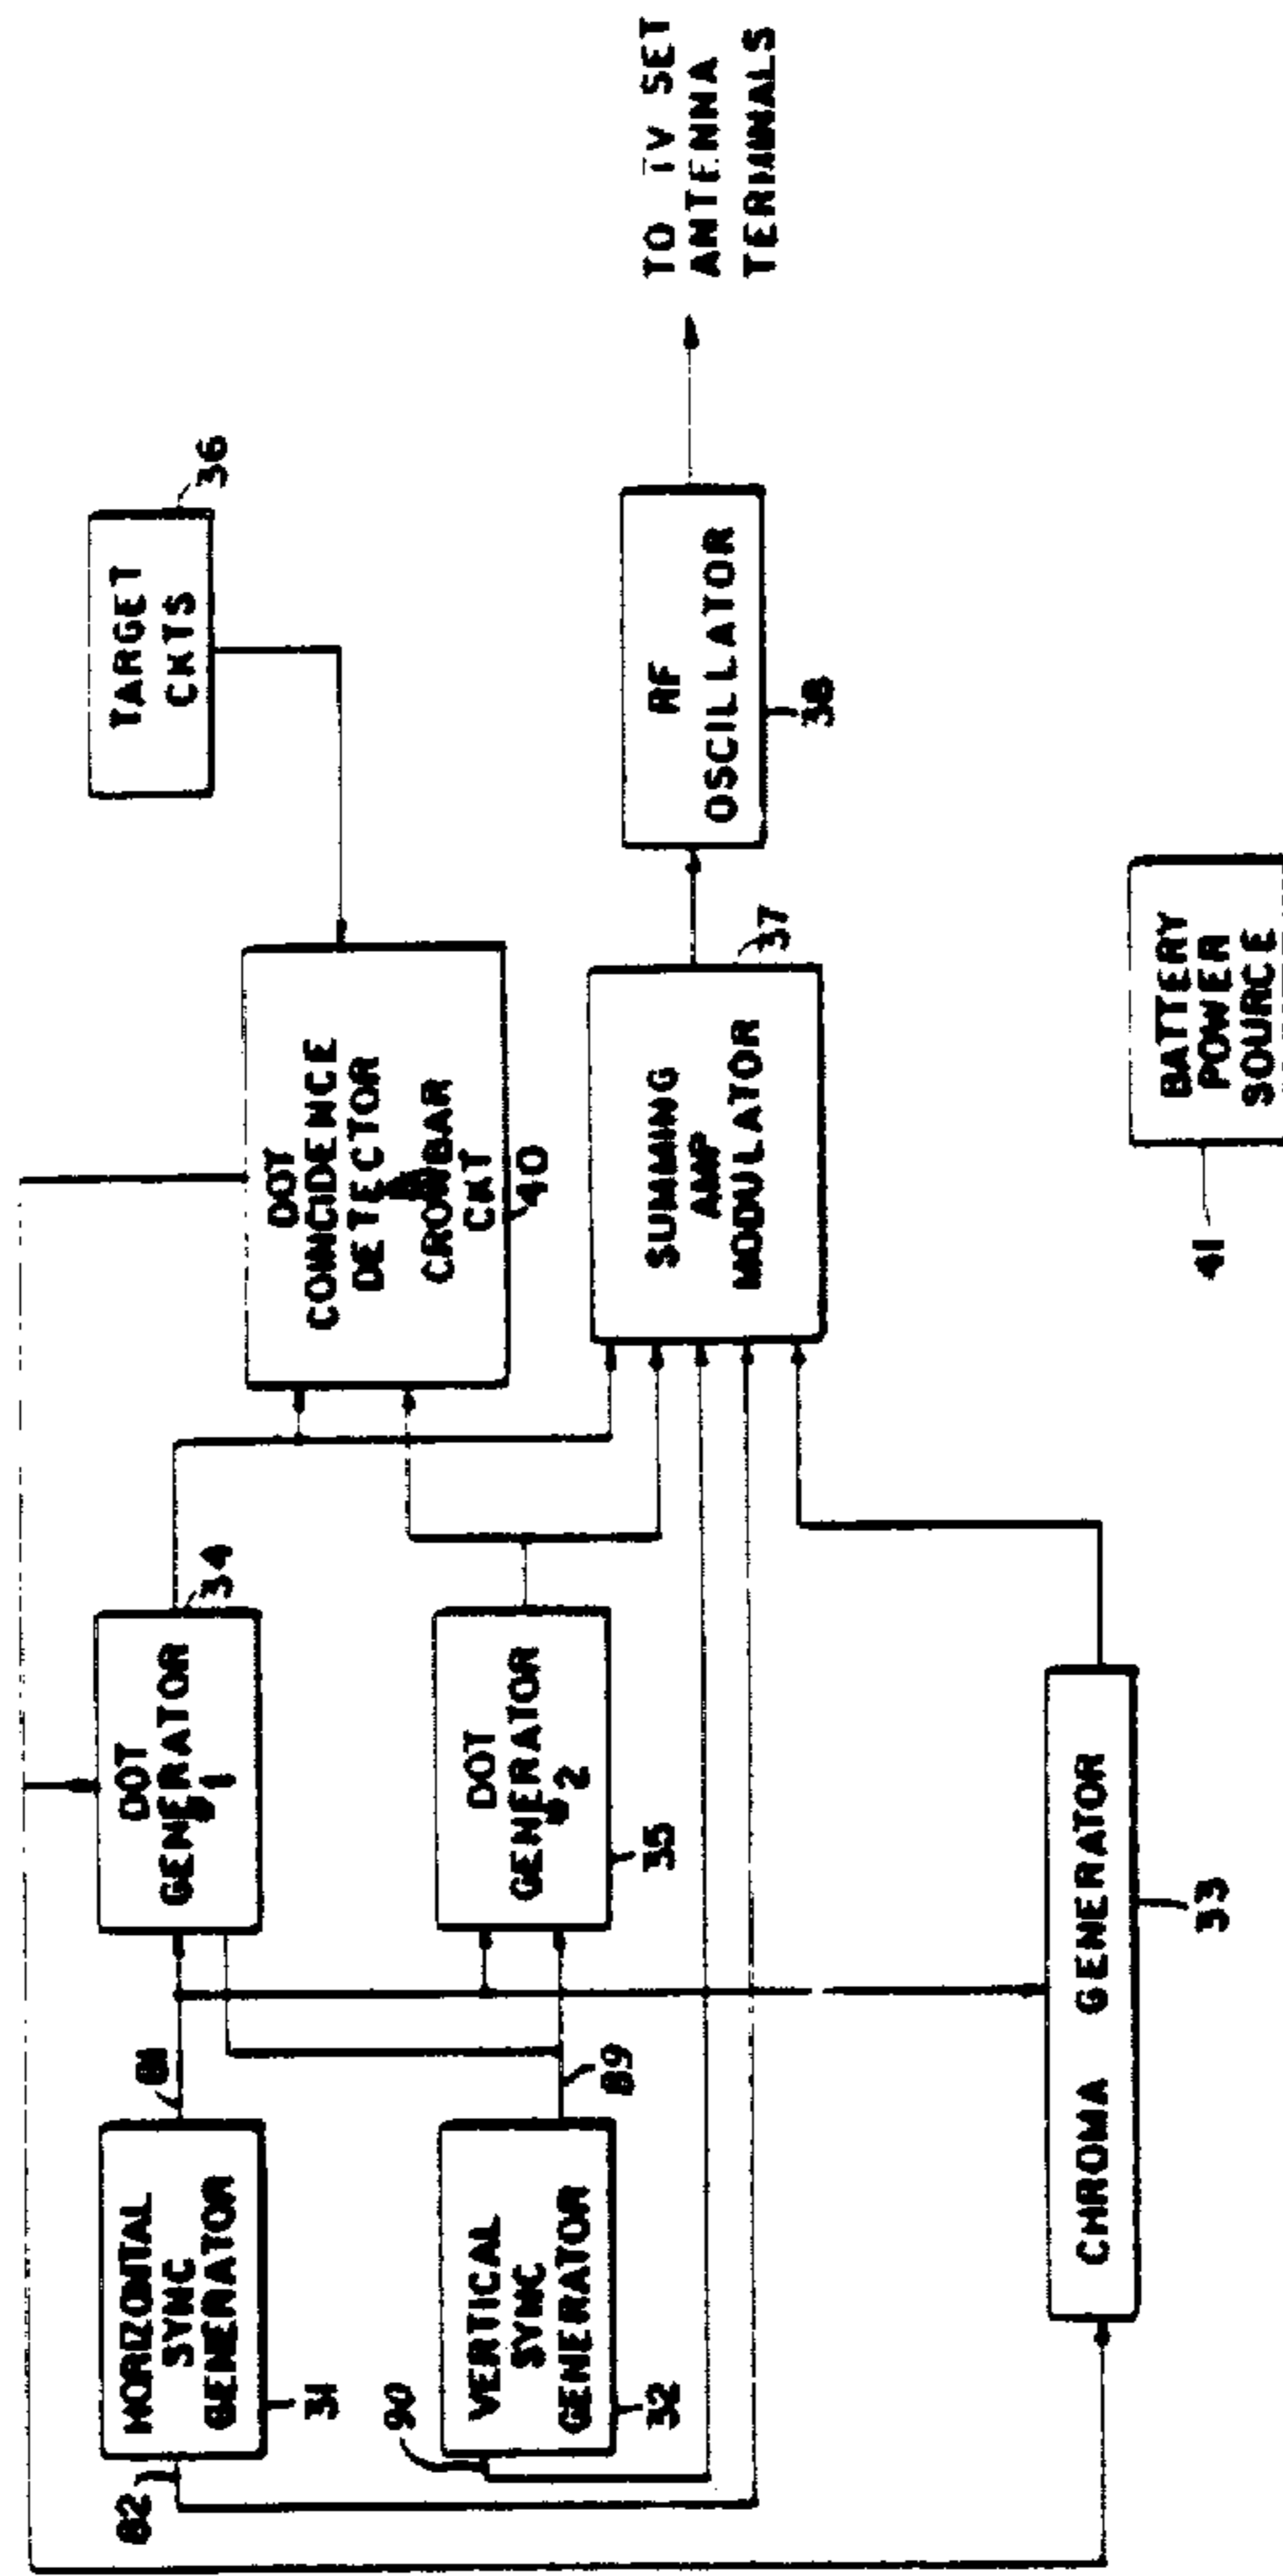 HORIZONTAL
SYNC
GENERATOR
31
82
81
VERTICAL
SYNC
GENERATOR
32
90
89
DOT
GENERATOR
#1
34
DOT
GENERATOR
#2
35
CHROMA GENERATOR
33
DOT
COINCIDENCE
DETECTOR
&
CROWBAR
CKT
40
SUMMING
AMP
MODULATOR
37
TARGET
CKTS
36
RF
OSCILLATOR
38
TO TV SET
ANTENNA
TERMINALS
BATTERY
POWER
SOURCE
41